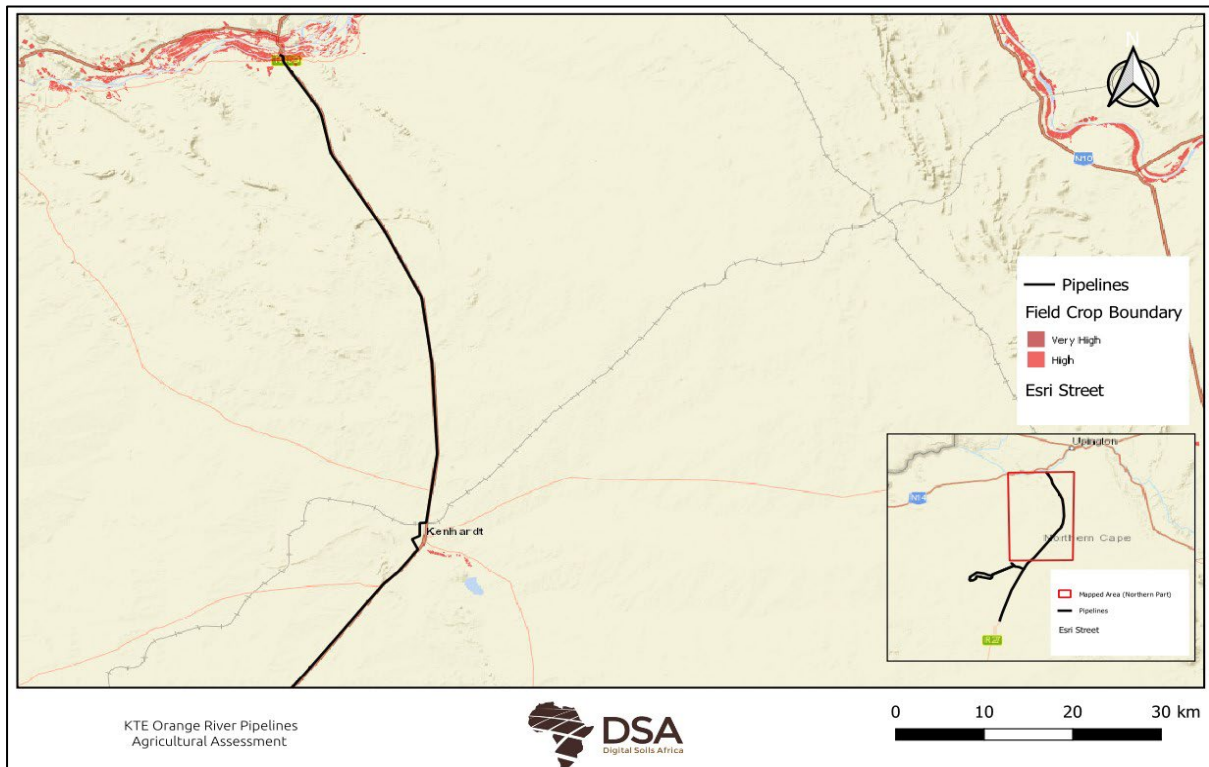 N
N10
Pipelines
Field Crop Boundary
Very High
High
Esri Street
Kenhardt
Upington
N14
Northern Cape
Mapped Area (Northern Part)
Pipelines
Esri Street
R 27
KTE Orange River Pipelines
Agricultural Assessment
DSA
Digital Soils Africa
0 10 20 30 km